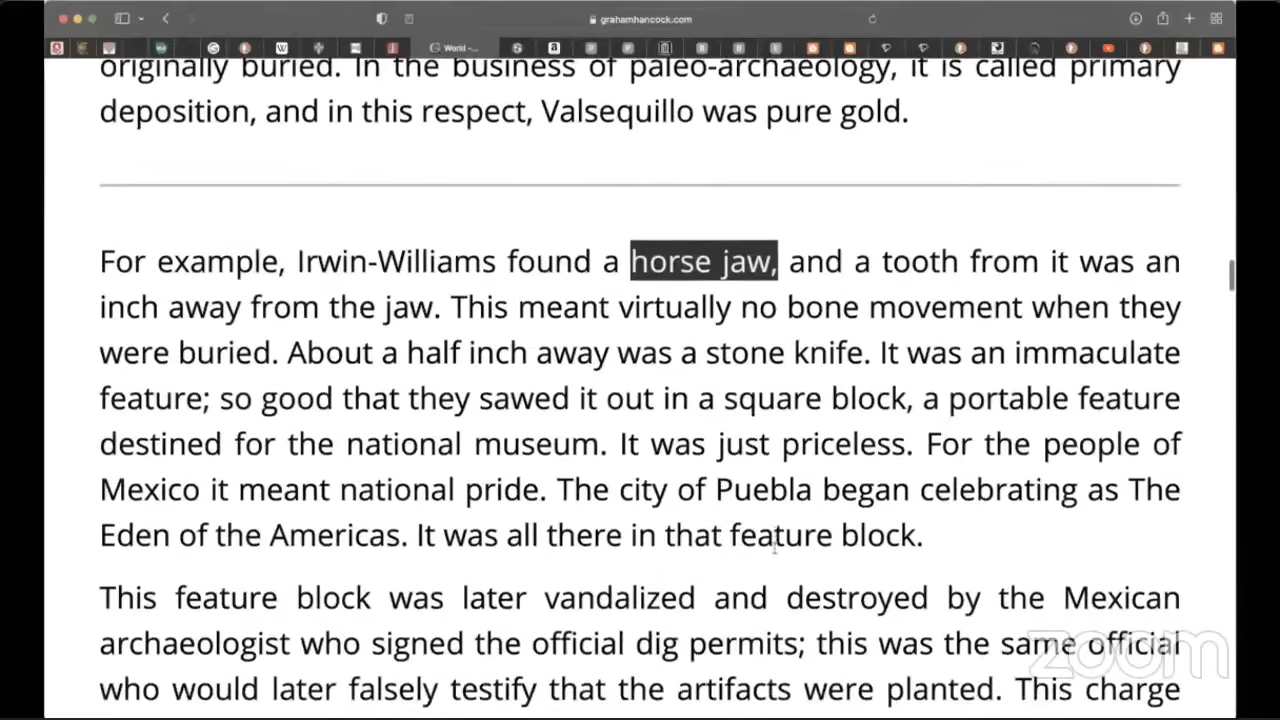 grahamhancock.com
World –...
originally buried. In the business of paleo-archaeology, it is called primary
deposition, and in this respect, Valsequillo was pure gold.
For example, Irwin-Williams found a horse jaw, and a tooth from it was an
inch away from the jaw. This meant virtually no bone movement when they
were buried. About a half inch away was a stone knife. It was an immaculate
feature; so good that they sawed it out in a square block, a portable feature
destined for the national museum. It was just priceless. For the people of
Mexico it meant national pride. The city of Puebla began celebrating as The
Eden of the Americas. It was all there in that feature block.
This feature block was later vandalized and destroyed by the Mexican
archaeologist who signed the official dig permits; this was the same official
who would later falsely testify that the artifacts were planted. This charge
zoom